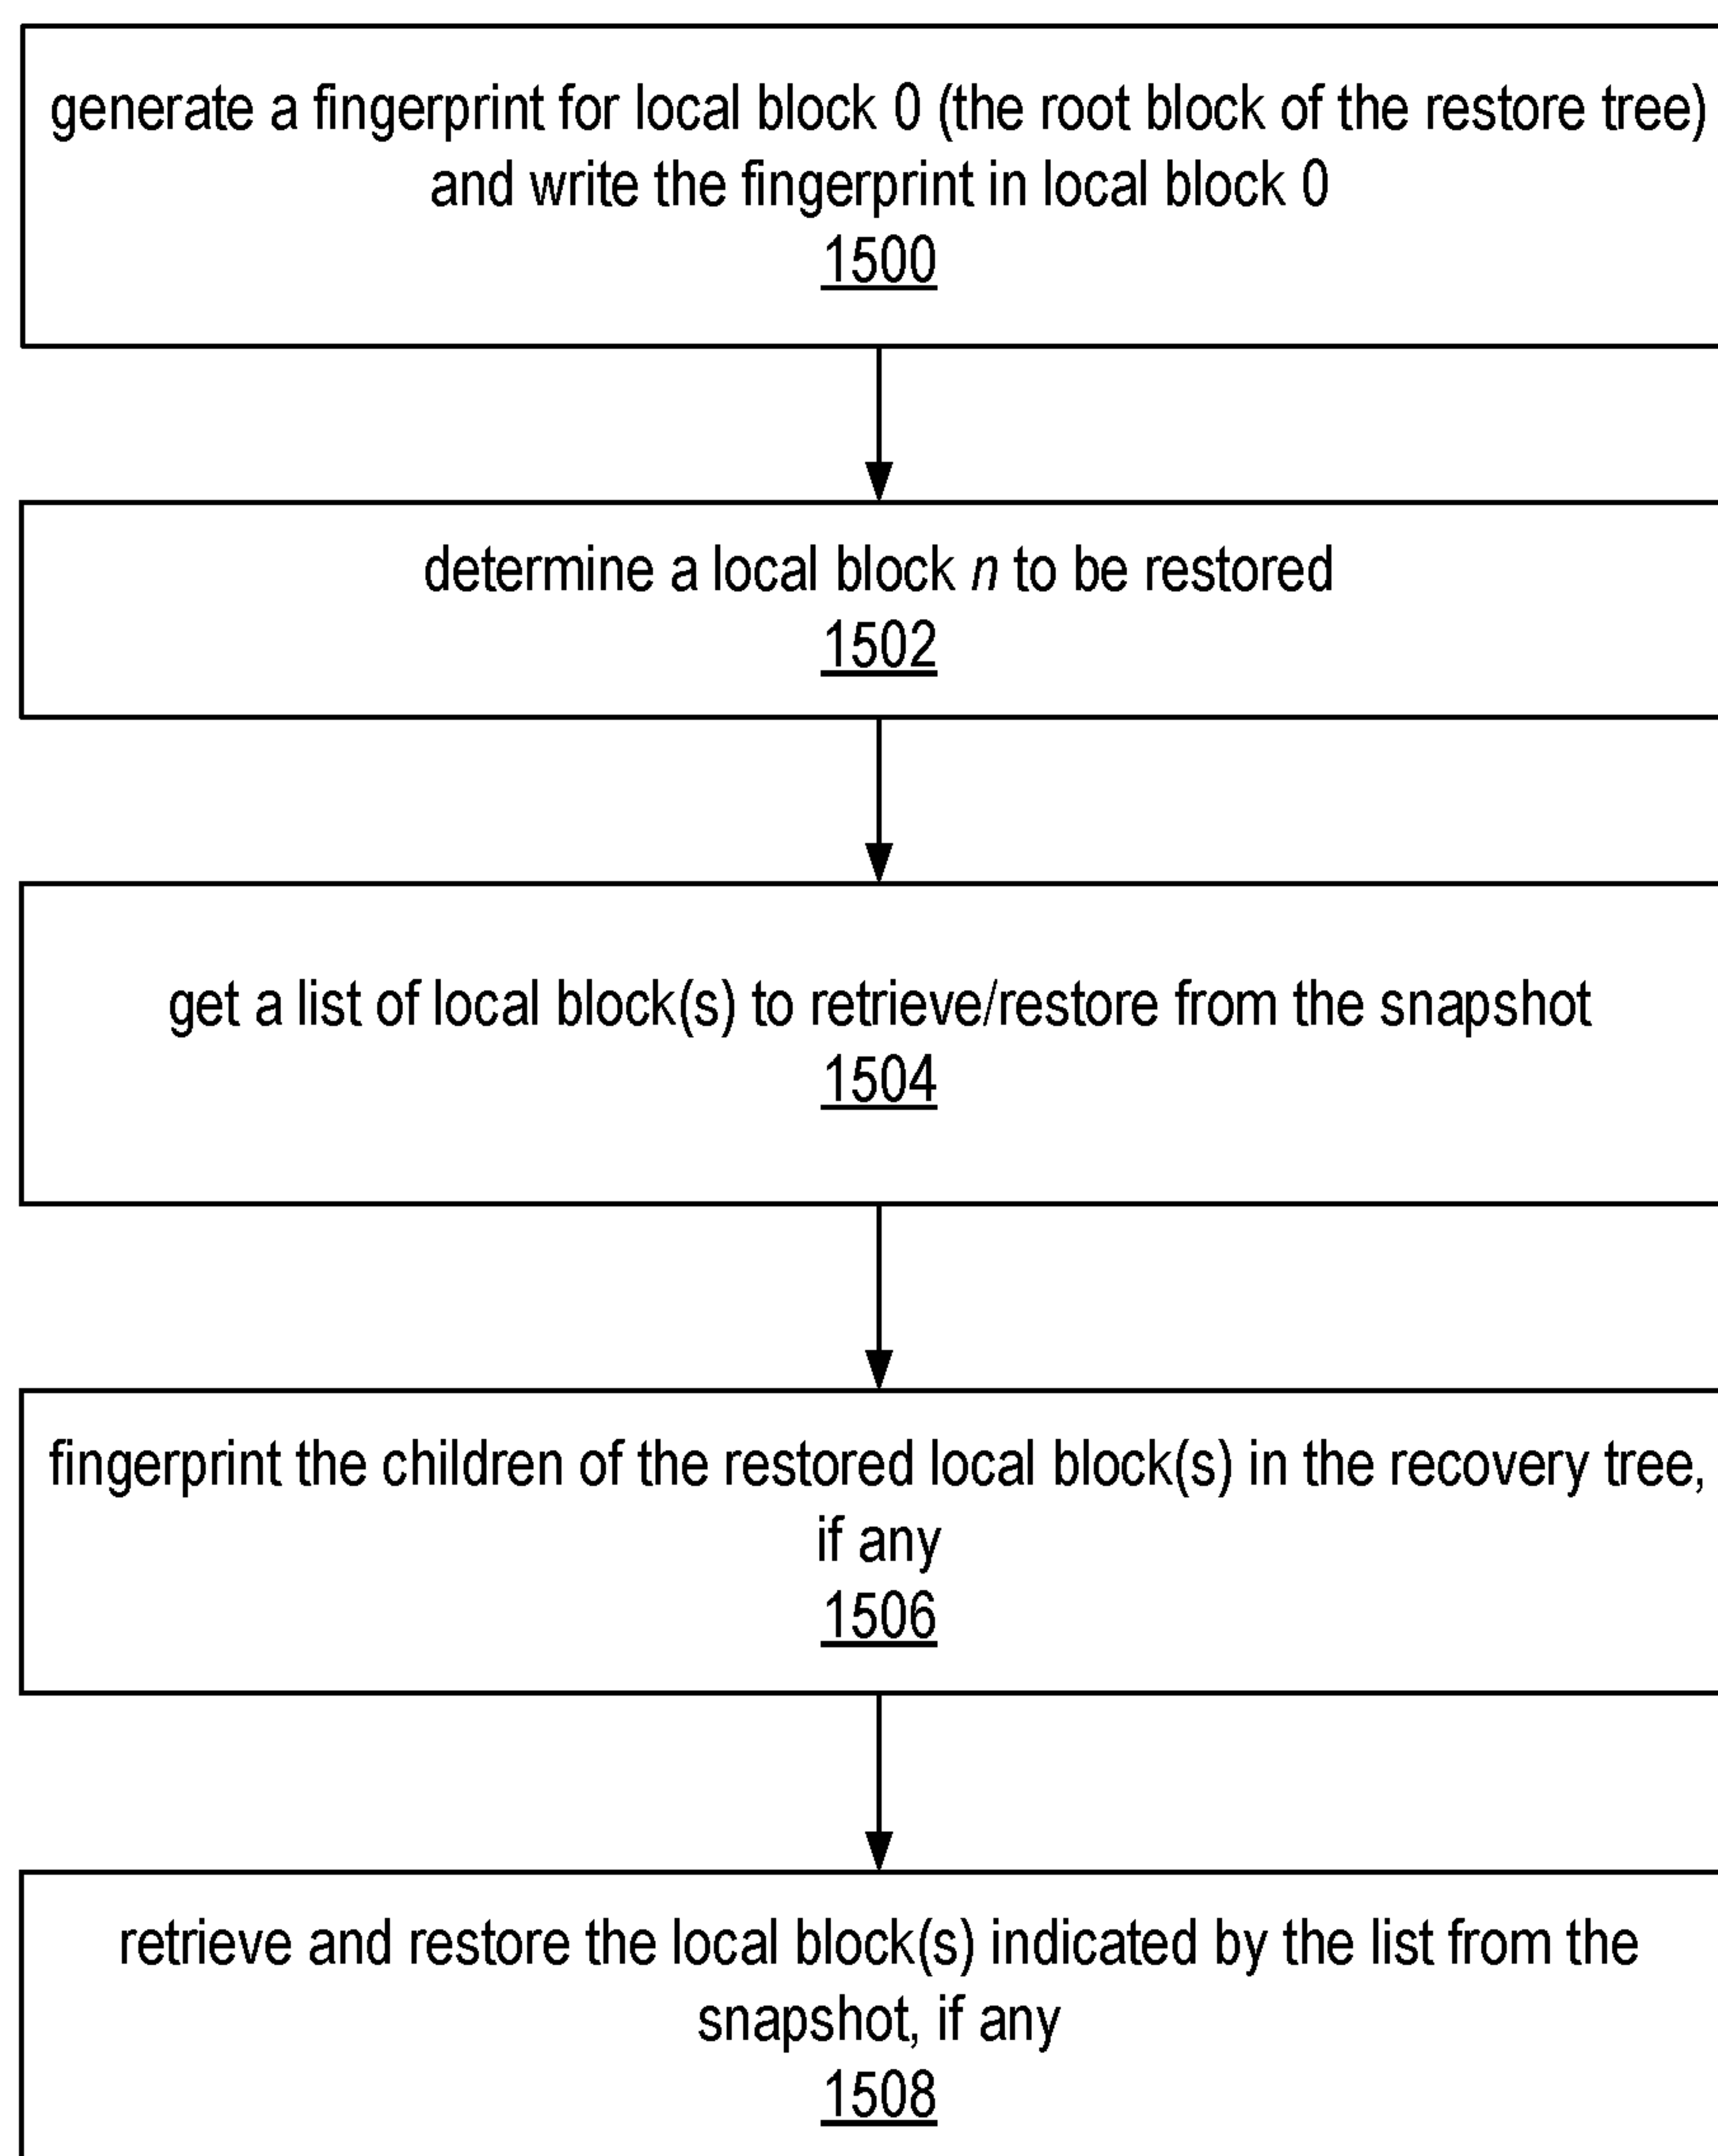 generate a fingerprint for local block 0 (the root block of the restore tree)
and write the fingerprint in local block 0
1500
determine a local block n to be restored
1502
get a list of local block(s) to retrieve/restore from the snapshot
1504
fingerprint the children of the restored local block(s) in the recovery tree,
if any
1506
retrieve and restore the local block(s) indicated by the list from the
snapshot, if any
1508